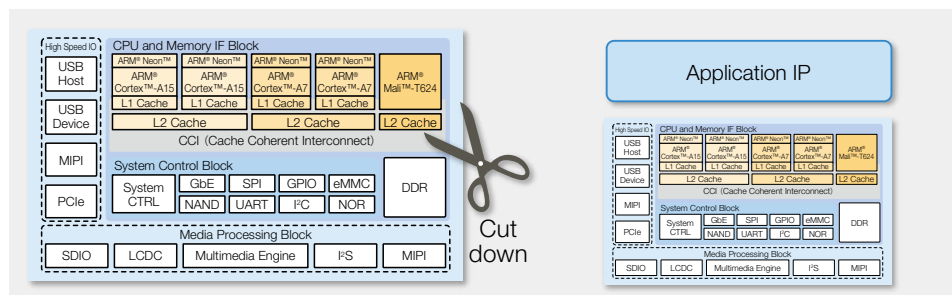 High Speed IO
USB
Host
USB
Device
MIPI
PCIe
CPU and Memory IF Block
ARM® Neon™ ARM® Neon™ ARM® Neon™ ARM® Neon™
ARM®
Cortex™-A15
ARM®
Cortex™-A15
ARM®
Cortex™-A7
ARM®
Cortex™-A7
ARM®
Mali™-T624
L1 Cache L1 Cache L1 Cache L1 Cache
L2 Cache L2 Cache L2 Cache
CCI (Cache Coherent Interconnect)
System Control Block
System
CTRL
GbE SPI GPIO eMMC
NAND UART I²C NOR
DDR
Media Processing Block
SDIO LCDC Multimedia Engine I²S MIPI
Cut
down
Application IP
High Speed IO
USB
Host
USB
Device
MIPI
PCIe
CPU and Memory IF Block
ARM® Neon™ ARM® Neon™ ARM® Neon™ ARM® Neon™
ARM®
Cortex™-A15
ARM®
Cortex™-A15
ARM®
Cortex™-A7
ARM®
Cortex™-A7
ARM®
Mali™-T624
L1 Cache L1 Cache L1 Cache L1 Cache
L2 Cache L2 Cache L2 Cache
CCI (Cache Coherent Interconnect)
System Control Block
System
CTRL
GbE SPI GPIO eMMC
NAND UART I²C NOR
DDR
Media Processing Block
SDIO LCDC Multimedia Engine I²S MIPI